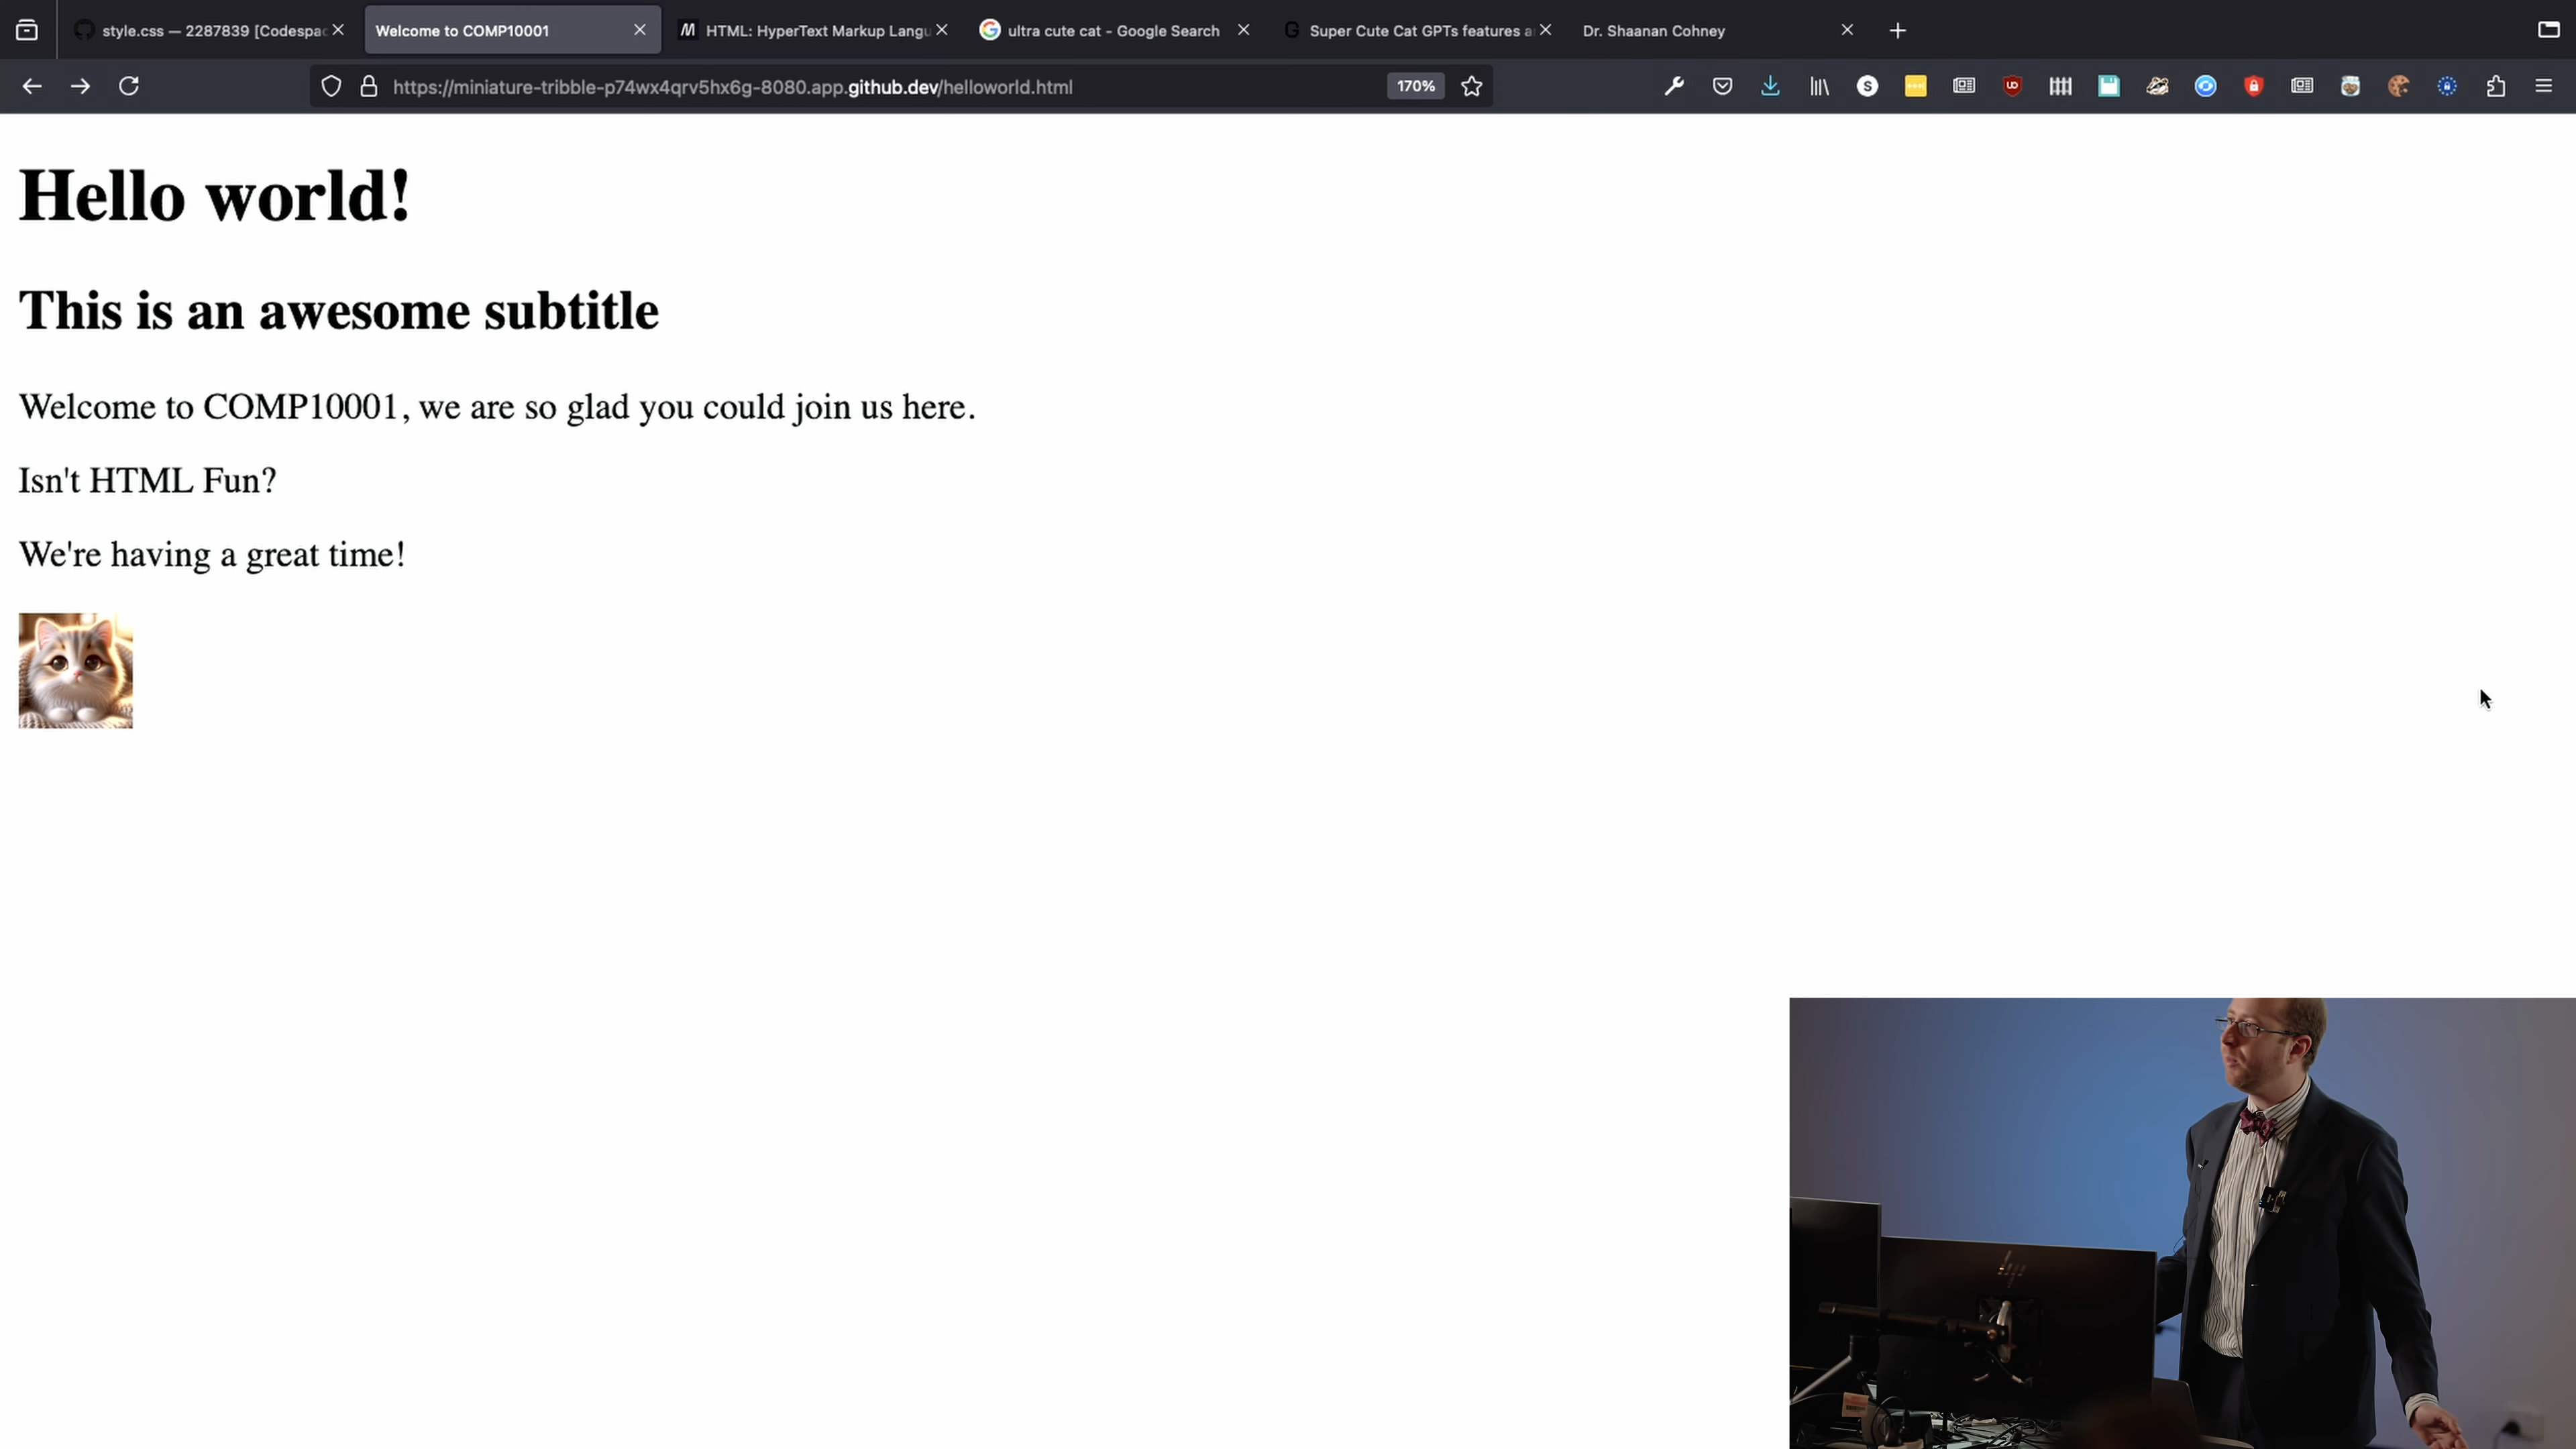 style.css — 2287839 [Codespac
Welcome to COMP10001
HTML: HyperText Markup Langu
ultra cute cat - Google Search
Super Cute Cat GPTs features a
Dr. Shaanan Cohney
https://miniature-tribble-p74wx4qrv5hx6g-8080.app.github.dev/helloworld.html
170%
Hello world!
This is an awesome subtitle
Welcome to COMP10001, we are so glad you could join us here.
Isn't HTML Fun?
We're having a great time!
hp